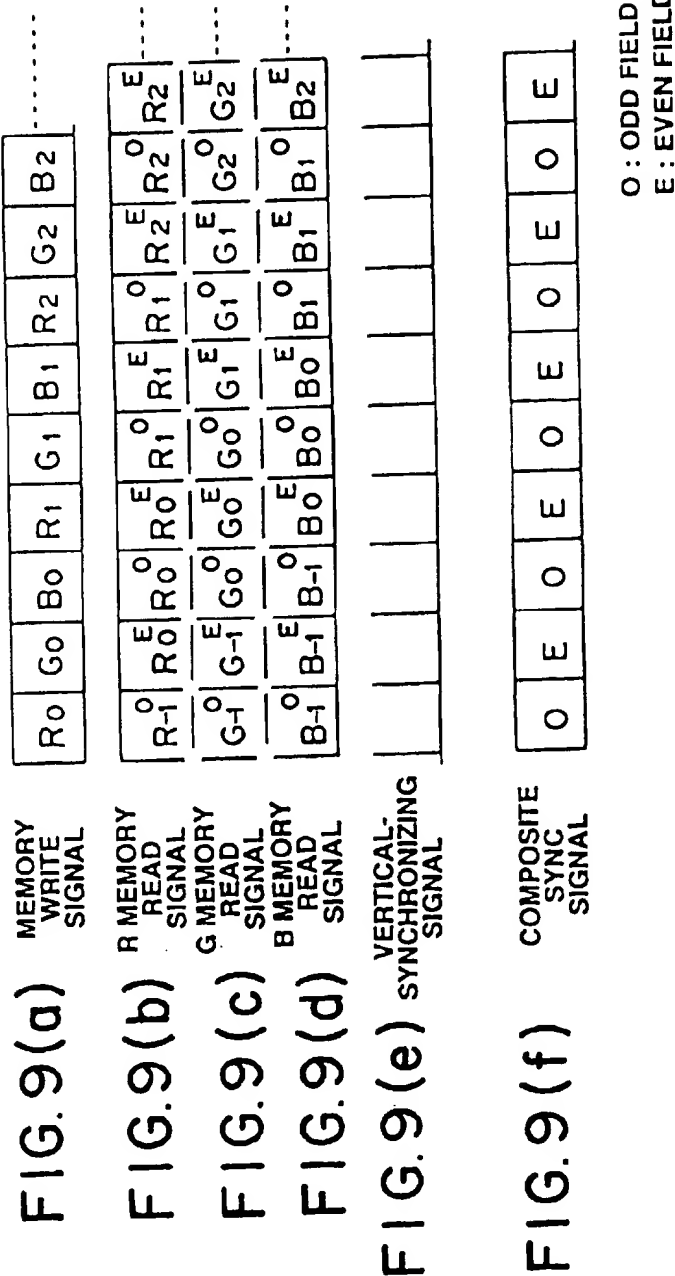 FIG.9(a)
MEMORY
WRITE
SIGNAL
R0 G0 B0 R1 G1 B1 R2 G2 B2
FIG.9(b)
R MEMORY
READ
SIGNAL
R-1 O R0 E R0 O R0 E R1 O R1 E R1 O R2 E R2 O R2 E
FIG.9(c)
G MEMORY
READ
SIGNAL
G-1 O G-1 E G0 O G0 E G0 O G1 E G1 O G1 E G2 O G2 E
FIG.9(d)
B MEMORY
READ
SIGNAL
B-1 O B-1 E B-1 O B0 E B0 O B0 E B1 O B1 E B1 O B2 E
FIG.9(e)
VERTICAL-
SYNCHRONIZING
SIGNAL
FIG.9(f)
COMPOSITE
SYNC
SIGNAL
O E O E O E O E O E
O : ODD FIELD
E : EVEN FIELD